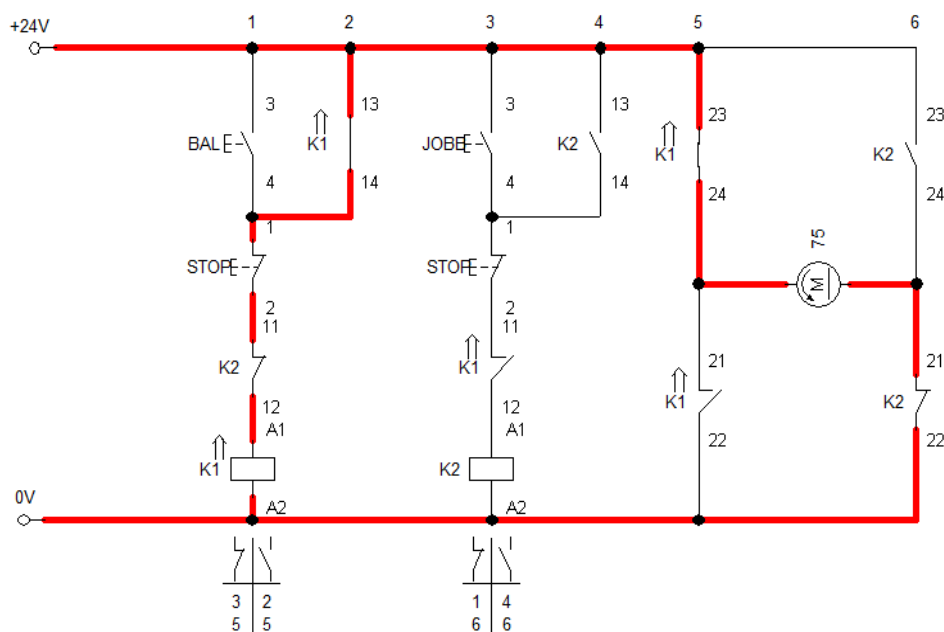 1 2 3 4 5 6
+24V
3 13 3 13 23 23
BAL K1 JOBB K2 K1 K2
4 14 4 14 24 24
1 1
75
STOP STOP M
2 2
11 11 21 21
K2 K1 K1 K2
12 12 22 22
A1 A1
K1 K2
0V A2 A2
3 2 1 4
5 5 6 6